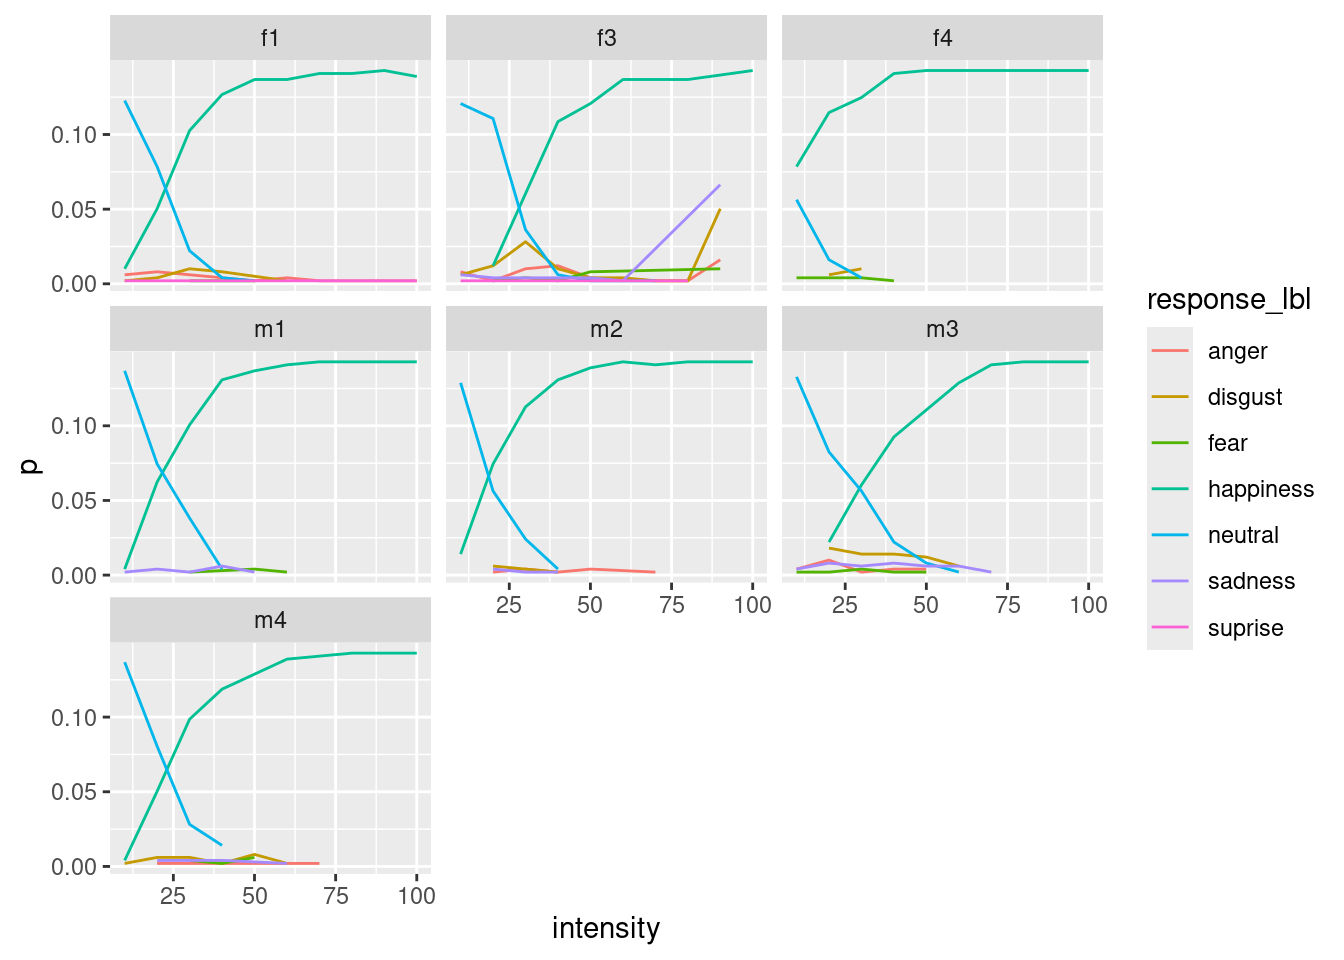 f1
f3
f4
0.10
0.05
0.00
m1
m2
m3
0.10
0.05
0.00
25
50
75
100
25
50
75
100
m4
0.10
0.05
0.00
25
50
75
100
intensity
p
response_lbl
anger
disgust
fear
happiness
neutral
sadness
suprise